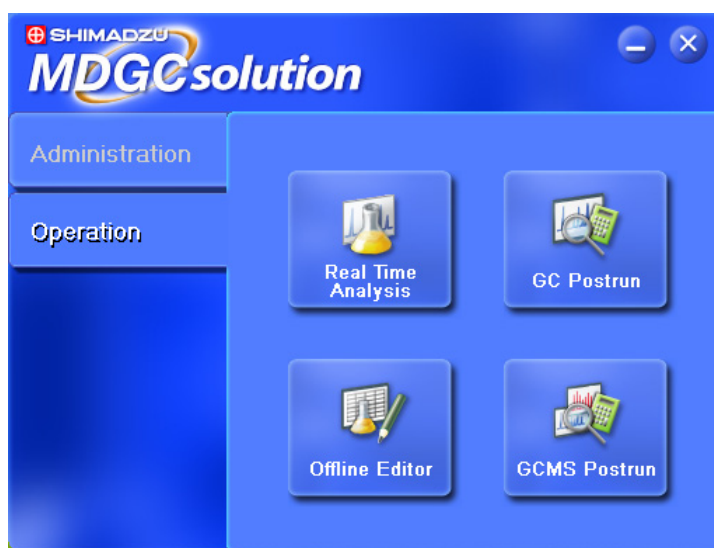 SHIMADZU
MDGCsolution
Administration
Operation
Real Time
Analysis
GC Postrun
Offline Editor
GCMS Postrun